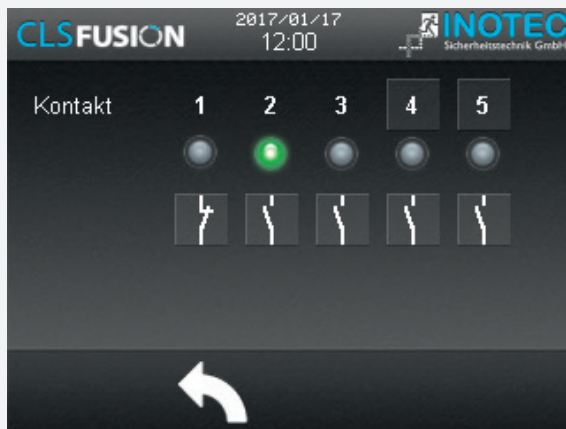 CLSFUSION
2017/01/17
12:00
INOTEC
Sicherheitstechnik GmbH
Kontakt 1 2 3 4 5